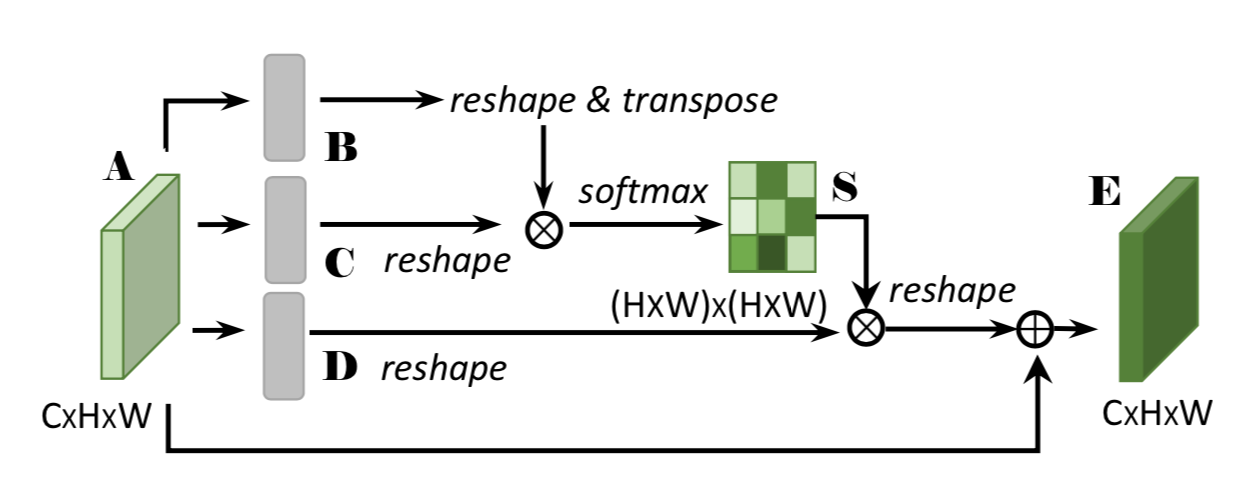 reshape & transpose
B
A
softmax
S
E
C
reshape
(HxW)x(HxW)
reshape
D
reshape
CxHxW
CxHxW